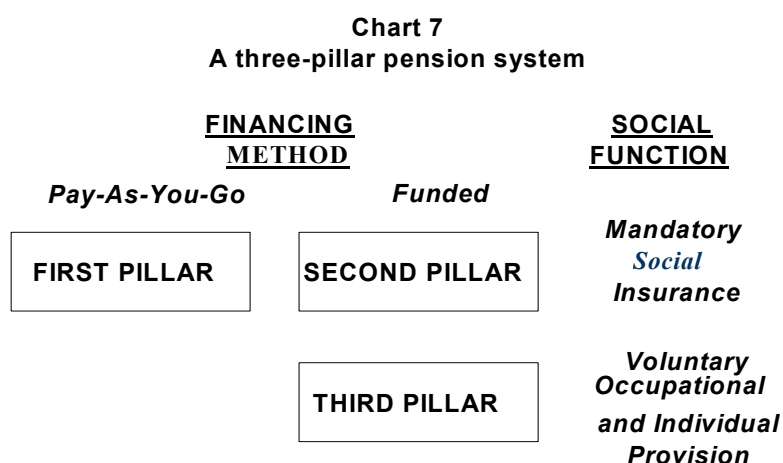 Chart 7
A three-pillar pension system
FINANCING
METHOD
SOCIAL
FUNCTION
Pay-As-You-Go
Funded
FIRST PILLAR
SECOND PILLAR
Mandatory
Social
Insurance
THIRD PILLAR
Voluntary
Occupational
and Individual
Provision